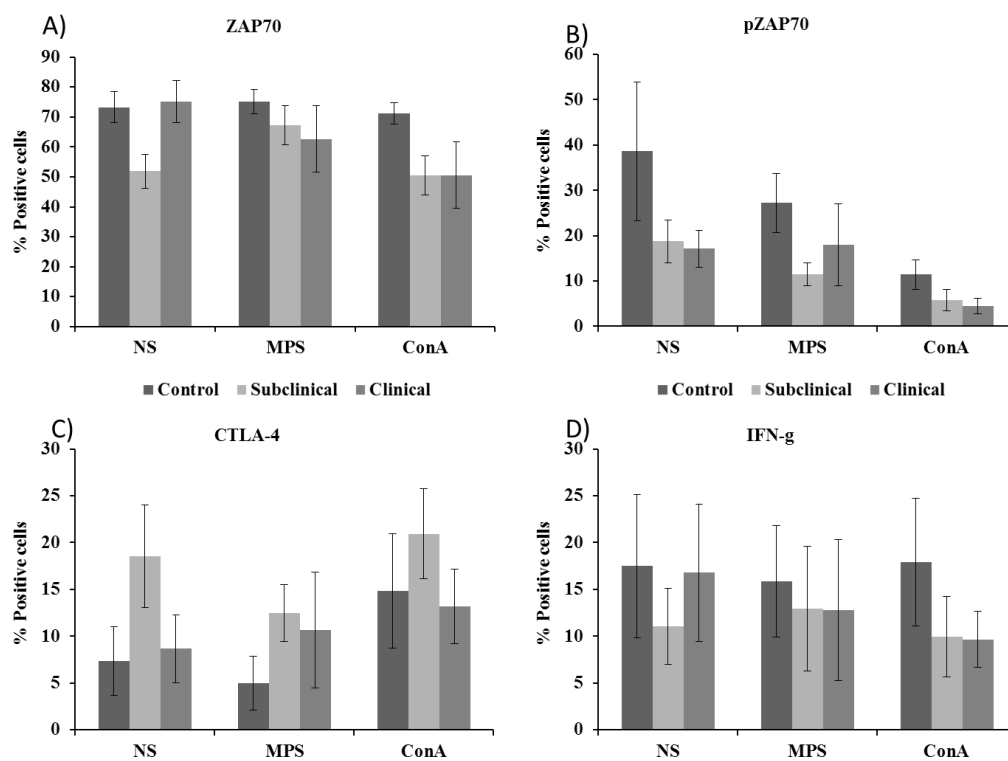 A)
ZAP70
% Positive cells
90
80
70
60
50
40
30
20
10
0
NS MPS ConA
Control Subclinical Clinical
B)
pZAP70
% Positive cells
60
50
40
30
20
10
0
NS MPS ConA
Control Subclinical Clinical
C)
CTLA-4
% Positive cells
30
25
20
15
10
5
0
NS MPS ConA
D)
IFN-g
% Positive cells
30
25
20
15
10
5
0
NS MPS ConA